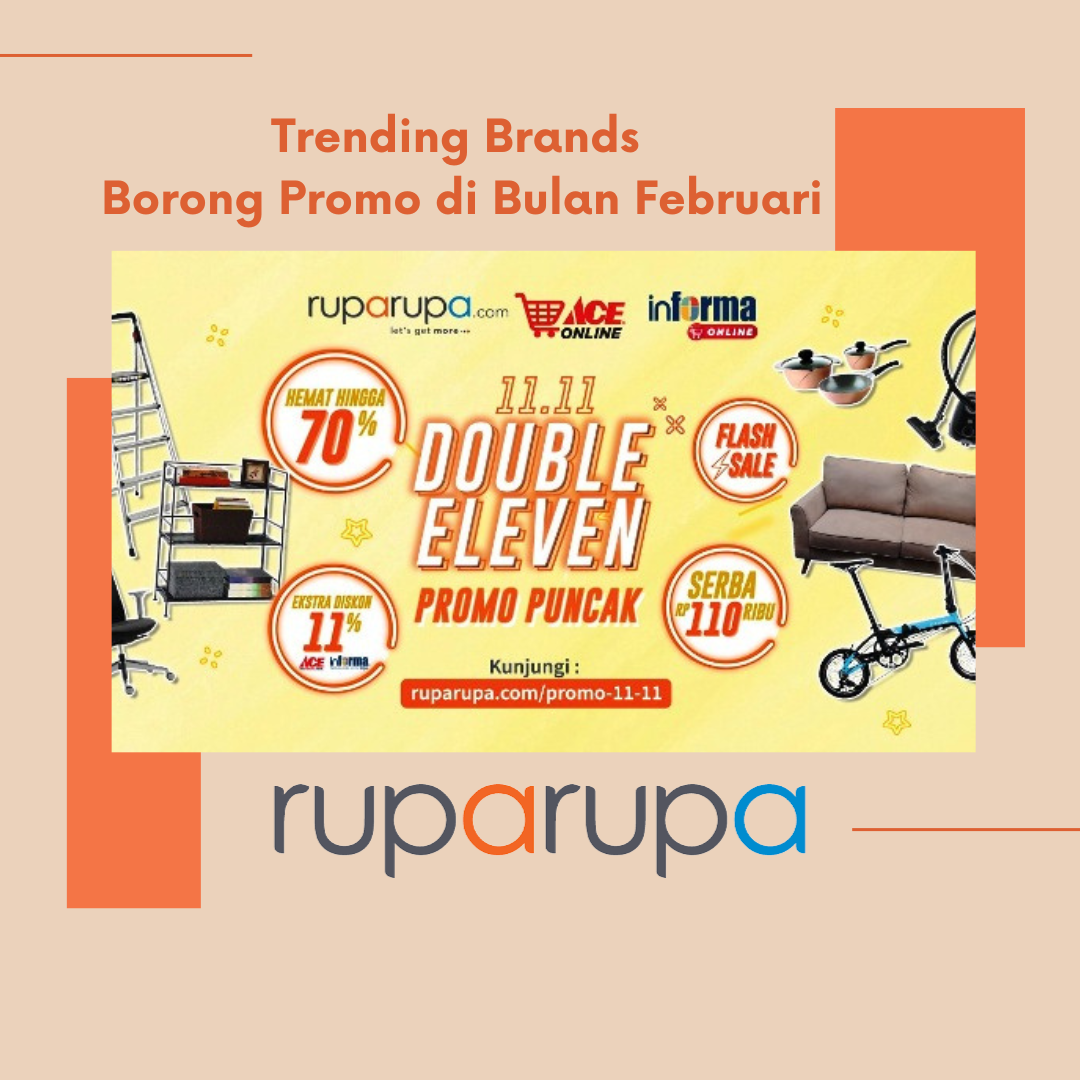 Trending Brands
Borong Promo di Bulan Februari
ruparupa.com
let's get more...
ACE
ONLINE
informa
ONLINE
HEMAT HINGGA
70%
11.11
DOUBLE
ELEVEN
PROMO PUNCAK
FLASH
SALE
EKSTRA DISKON
11%
ACE informa
SERBA
RP 110 RIBU
Kunjungi :
ruparupa.com/promo-11-11
ruparupa